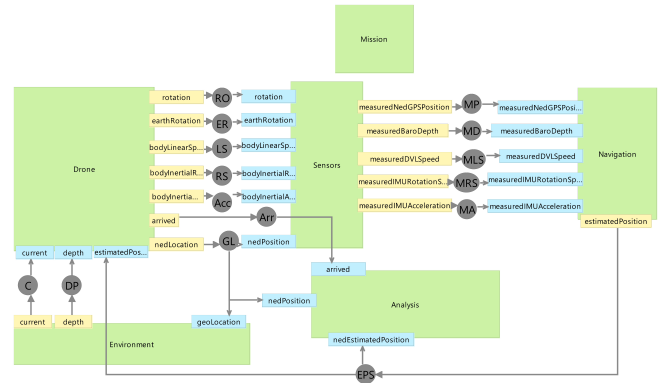 Mission
rotation
RO
rotation
earthRotation
ER
earthRotation
bodyLinearSp...
LS
bodyLinearSp...
bodyInertialR...
RS
bodyInertialR...
bodyInertia...
Acc
bodyInertialA...
arrived
Arr
nedLocation
GL
nedPosition
Drone
Sensors
measuredNedGPSPosition
MP
measuredNedGPSPosi...
measuredBaroDepth
MD
measuredBaroDepth
measuredDVLSpeed
MLS
measuredDVLSpeed
measuredIMURotationS...
MRS
measuredIMURotationSp...
measuredIMUAcceleration
MA
measuredIMUAcceleration
Navigation
estimatedPosition
current
depth
estimatedPos...
C
DP
current
depth
geoLocation
Environment
arrived
nedPosition
Analysis
nedEstimatedPosition
EPS